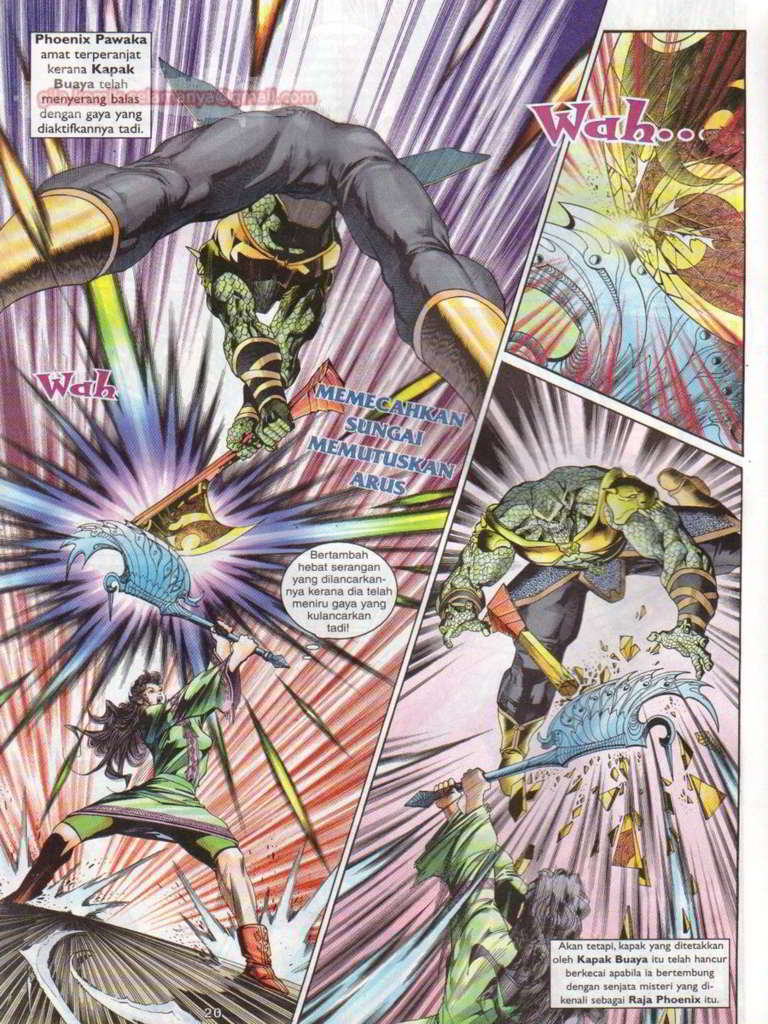 Phoenix Pawaka
amat terperanjat
kerana Kapak
Buaya telah
menyerang balas
dengan gaya yang
diaktifkannya tadi.
Wah..
Wah
MEMECAHKAN
SUNGAI
MEMUTUSKAN
ARUS
Bertambah
hebat serangan
yang dilancarkan-
nya kerana dia telah
meniru gaya yang
kulancarkan
tadi!
Akan tetapi, kapak yang ditetakkan
oleh Kapak Buaya itu telah hancur
berkecai apabila ia bertembung
dengan senjata misteri yang di-
kenali sebagai Raja Phoenix itu.
20